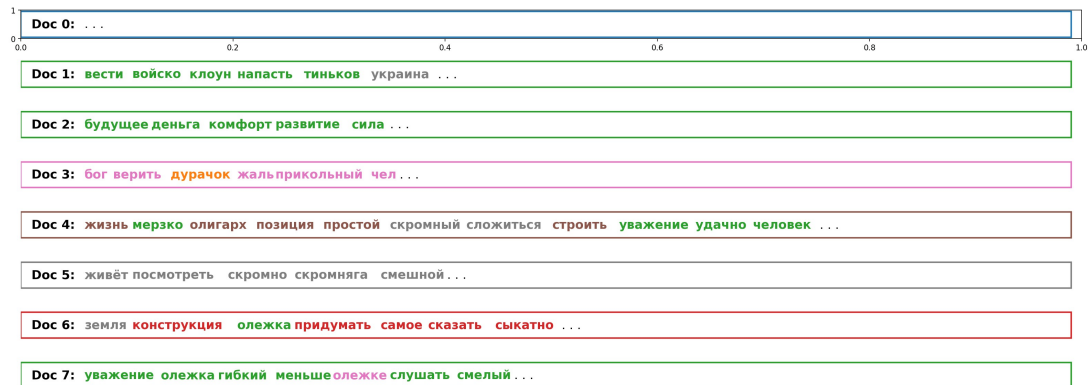 1
Doc 0: ...
0
0.0 0.2 0.4 0.6 0.8 1.0
Doc 1: вести войско клоун напасть тиньков украина ...
Doc 2: будущее деньга комфорт развитие сила ...
Doc 3: бог верить дурачок жаль прикольный чел ...
Doc 4: жизнь мерзко олигарх позиция простой скромный сложиться строить уважение удачно человек ...
Doc 5: живёт посмотреть скромно скромняга смешной ...
Doc 6: земля конструкция олежка придумать самое сказать сыкатно ...
Doc 7: уважение олежка гибкий меньше олежке слушать смелый ...